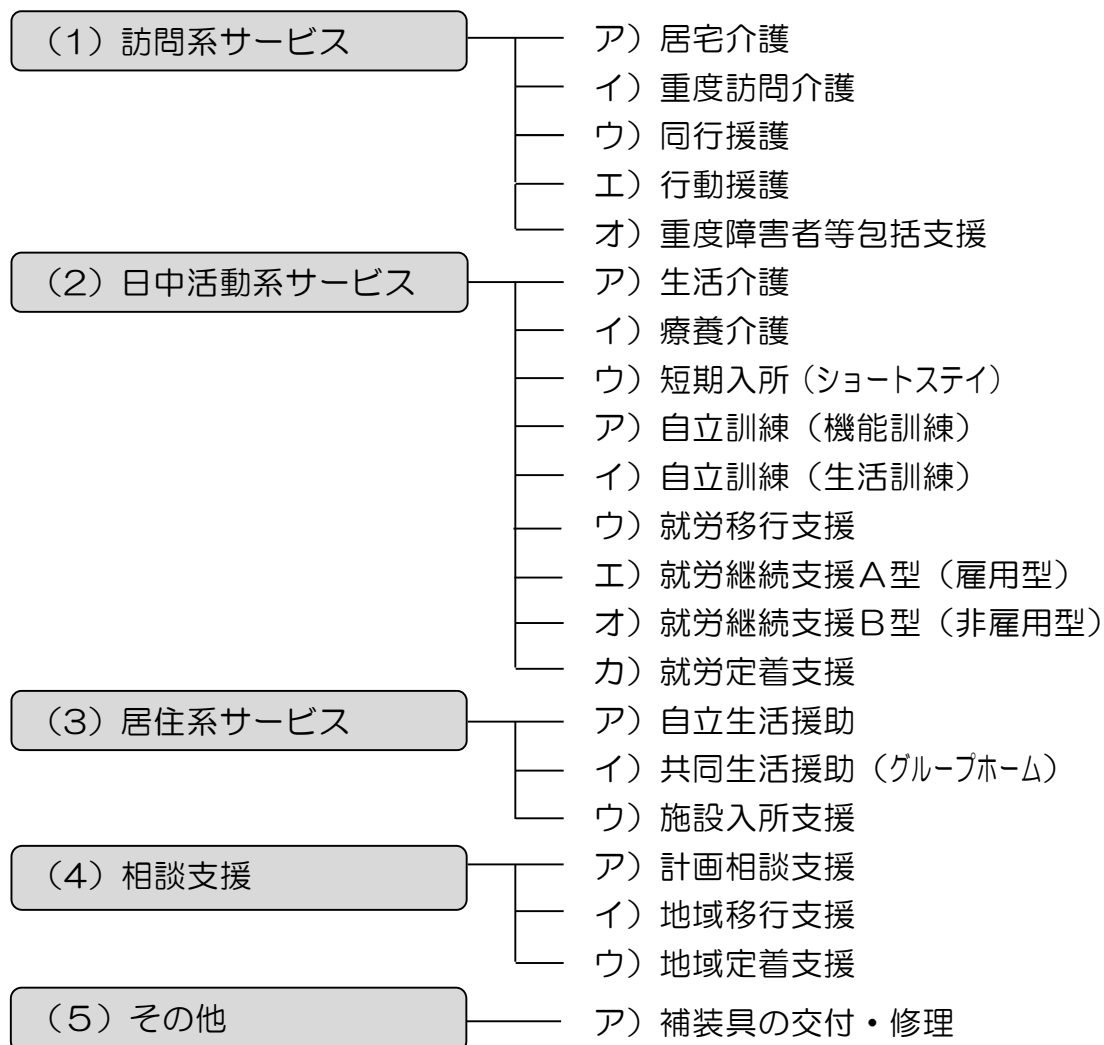 （１）訪問系サービス
ア）居宅介護
イ）重度訪問介護
ウ）同行援護
エ）行動援護
オ）重度障害者等包括支援
（２）日中活動系サービス
ア）生活介護
イ）療養介護
ウ）短期入所（ショートステイ）
ア）自立訓練（機能訓練）
イ）自立訓練（生活訓練）
ウ）就労移行支援
エ）就労継続支援Ａ型（雇用型）
オ）就労継続支援Ｂ型（非雇用型）
カ）就労定着支援
（３）居住系サービス
ア）自立生活援助
イ）共同生活援助（グループホーム）
ウ）施設入所支援
（４）相談支援
ア）計画相談支援
イ）地域移行支援
ウ）地域定着支援
（５）その他
ア）補装具の交付・修理